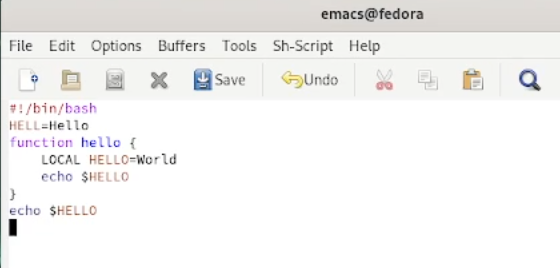 emacs@fedora
File Edit Options Buffers Tools Sh-Script Help
Save Undo
#!/bin/bash
HELL=Hello
function hello {
    LOCAL HELLO=World
    echo $HELLO
}
echo $HELLO